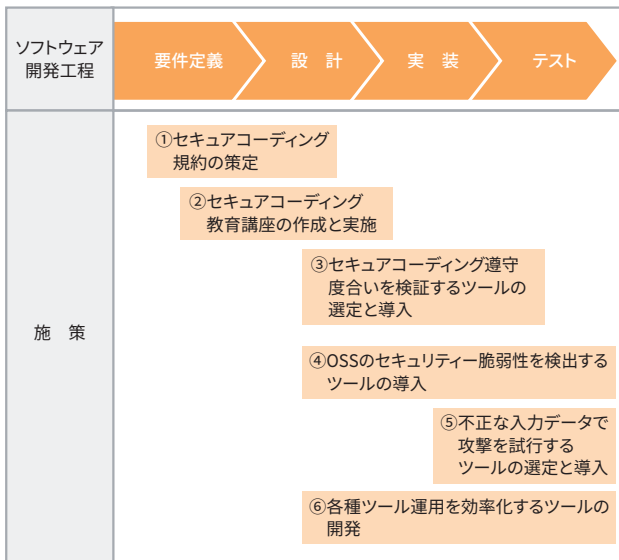 ソフトウェア
開発工程
要件定義
設 計
実 装
テスト
施 策
①セキュアコーディング
規約の策定
②セキュアコーディング
教育講座の作成と実施
③セキュアコーディング遵守
度合いを検証するツールの
選定と導入
④OSSのセキュリティー脆弱性を検出する
ツールの導入
⑤不正な入力データで
攻撃を試行する
ツールの選定と導入
⑥各種ツール運用を効率化するツールの
開発